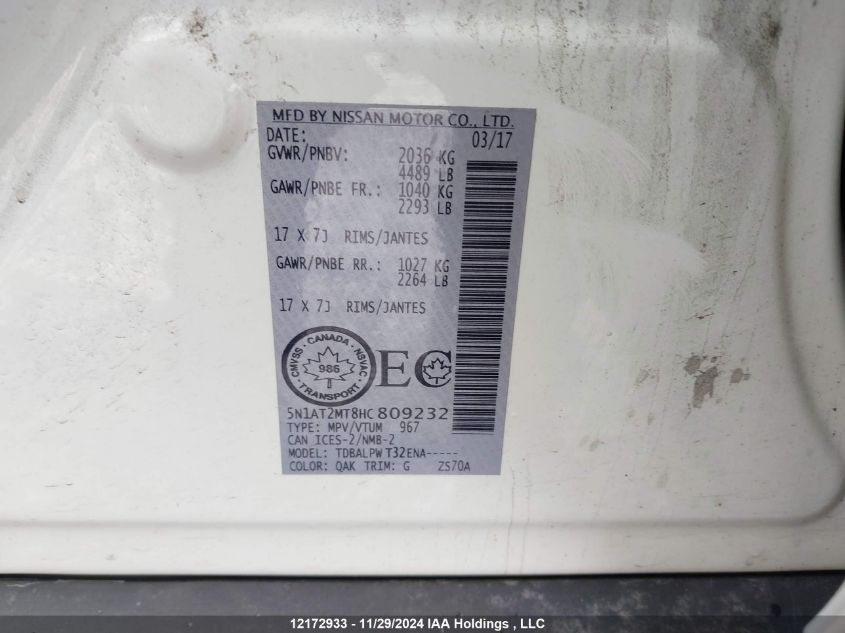 MFD BY NISSAN MOTOR CO., LTD.
DATE: 03/17
GVWR/PNBV: 2036 KG
4489 LB
GAWR/PNBE FR.: 1040 KG
2293 LB
17 X 7J RIMS/JANTES
GAWR/PNBE RR.: 1027 KG
2264 LB
17 X 7J RIMS/JANTES
CANADA
CMVSS 986 NSVAC
TRANSPORT
EC
5N1AT2MT8HC 809232
TYPE: MPV/VTUM 967
CAN ICES-2/NMB-2
MODEL: TDBALPW T32ENA-----
COLOR: QAK TRIM: G ZS70A
12172933 - 11/29/2024 IAA Holdings , LLC